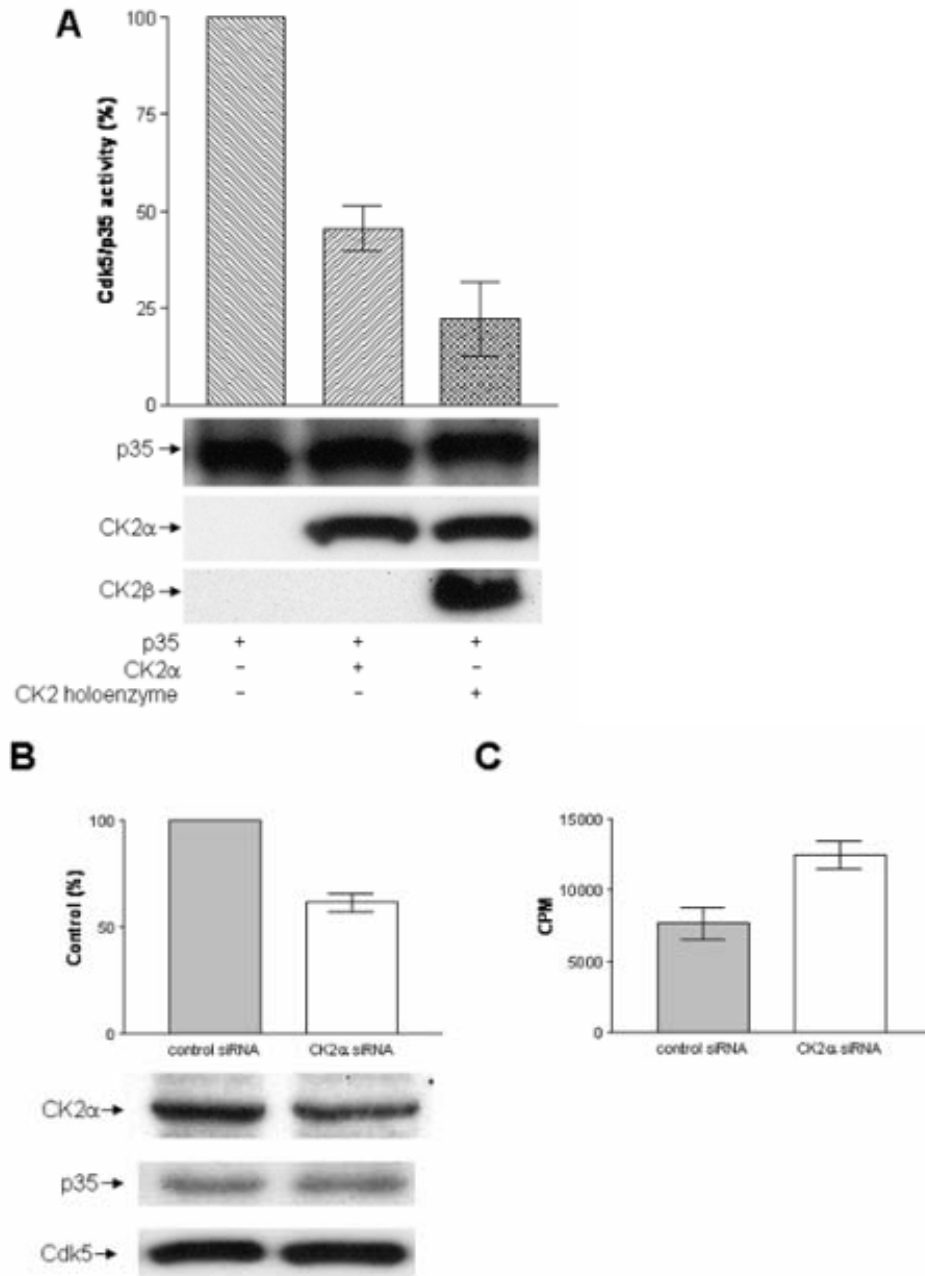 A
Cdk5/p35 activity (%)
100
75
50
25
0
p35
CK2α
CK2β
p35 + + +
CK2α - + -
CK2 holoenzyme - - +
B
Control (%)
100
50
0
control siRNA CK2α siRNA
CK2α
p35
Cdk5
C
CPM
15000
10000
5000
0
control siRNA CK2α siRNA